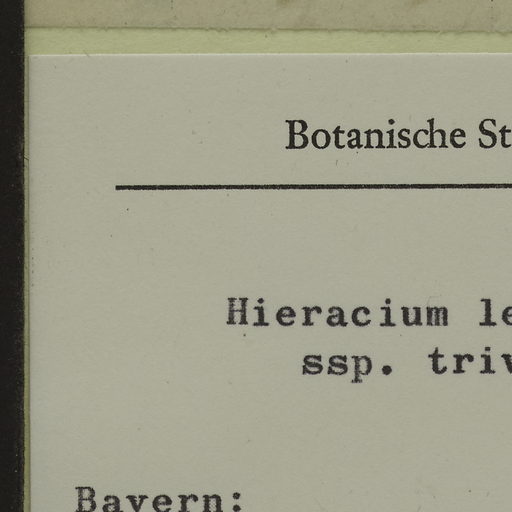 Botanische St
Hieracium le
ssp. triv
Bayern: